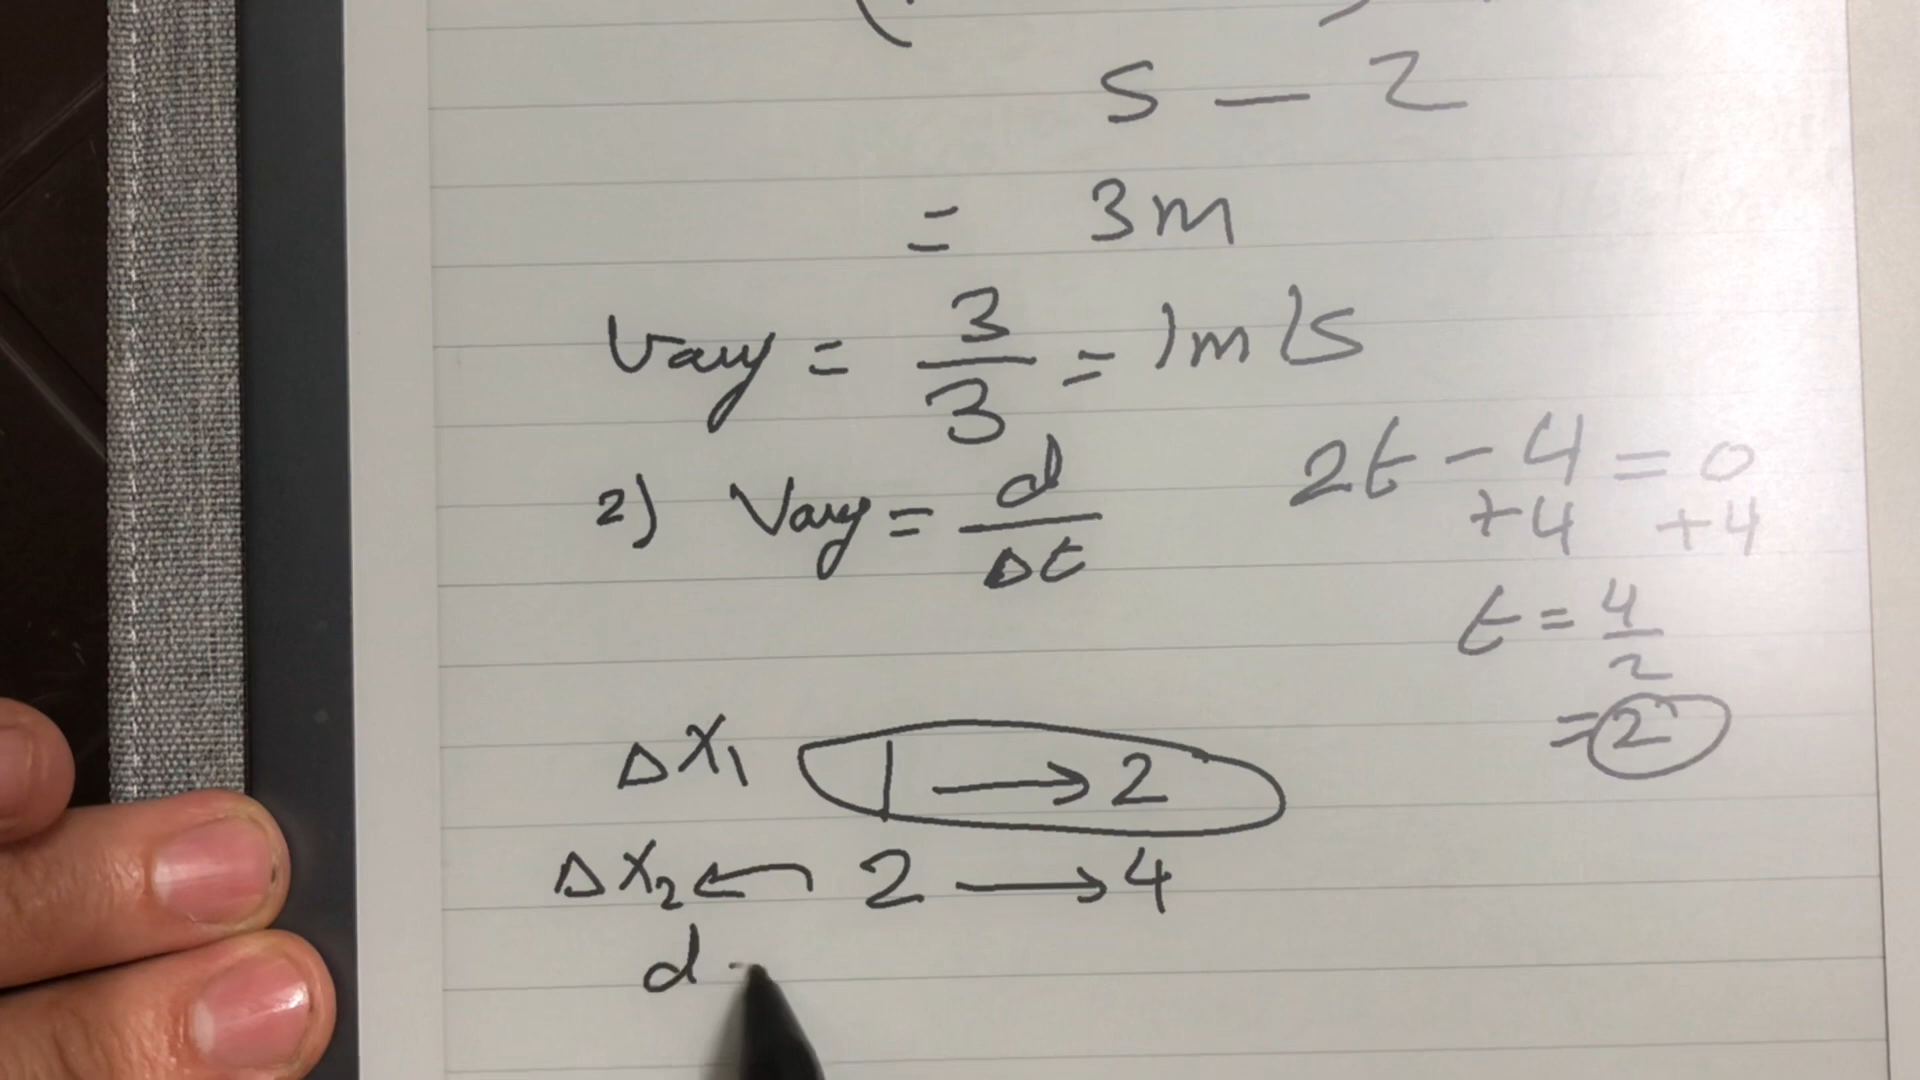 5 — 2
= 3m
Vavg = 3/3 = 1m/s
2) Vavg = d/Δt
2t - 4 = 0
+4 +4
t = 4/2
= 2
Δx₁ 1 → 2
Δx₂ ← 2 → 4
d -